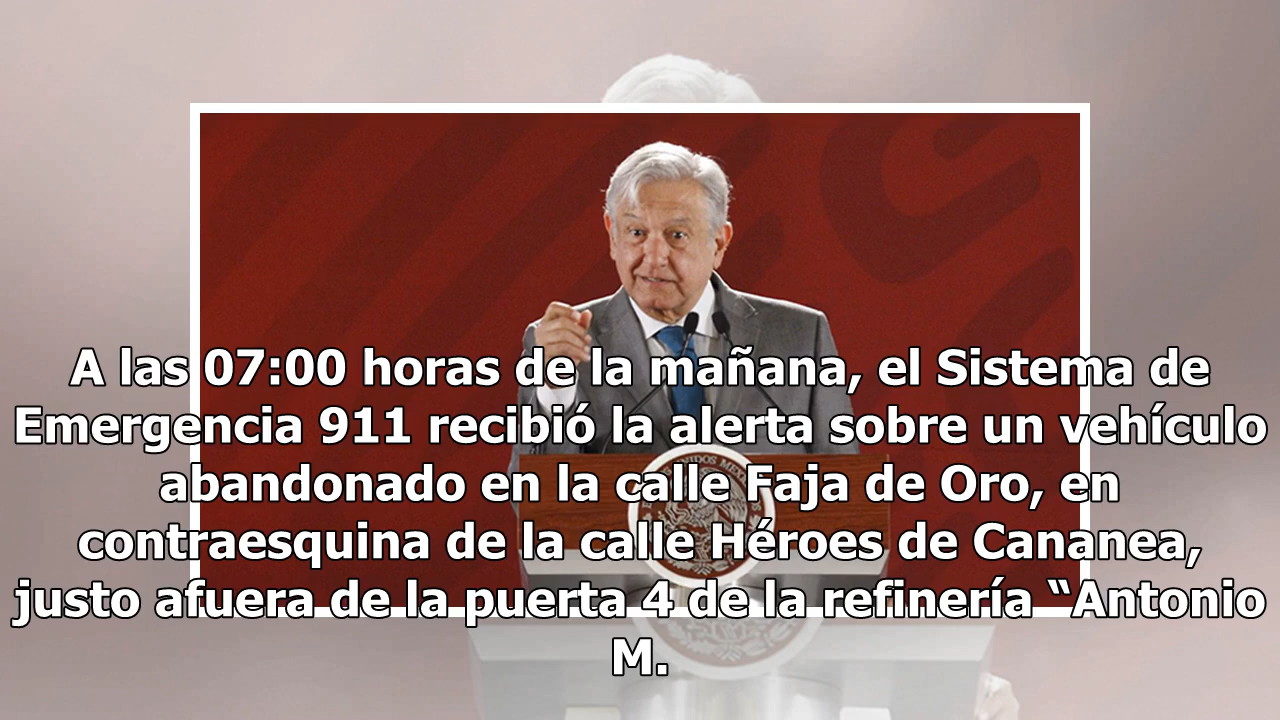 A las 07:00 horas de la mañana, el Sistema de
Emergencia 911 recibió la alerta sobre un vehículo
abandonado en la calle Faja de Oro, en
contraesquina de la calle Héroes de Cananea,
justo afuera de la puerta 4 de la refinería “Antonio
M.